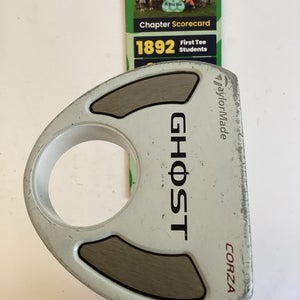 Chapter Scorecard
1892 First Tee
Students
GHOST
TaylorMade
CORZA